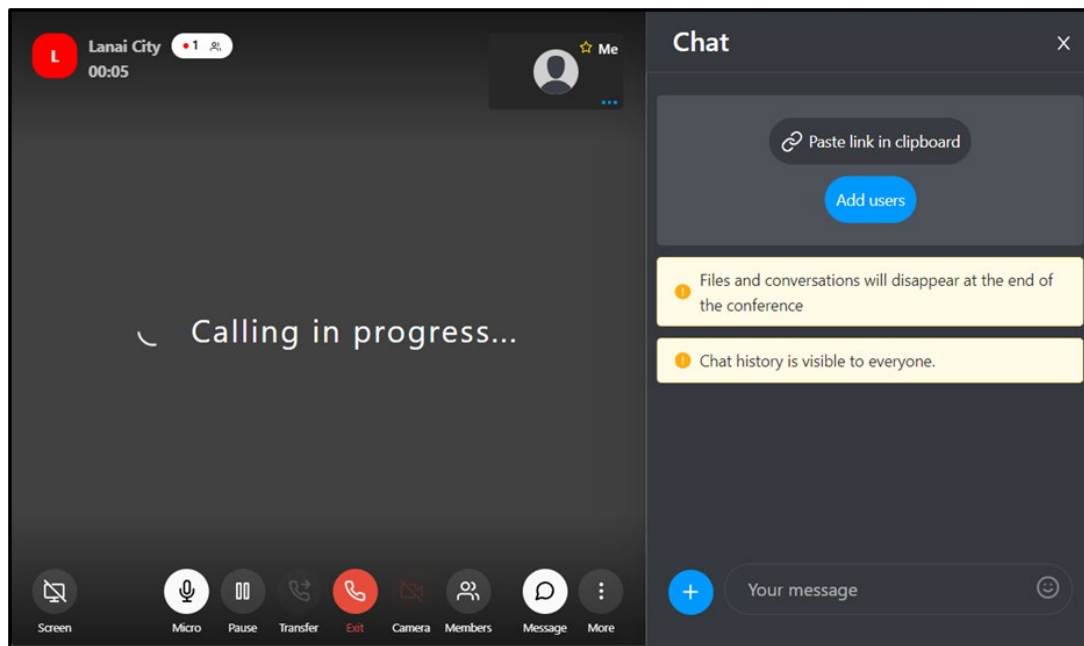 L
Lanai City
1
00:05
Me
Calling in progress...
Screen
Micro
Pause
Transfer
Exit
Camera
Members
Message
More
Chat
Paste link in clipboard
Add users
Files and conversations will disappear at the end of
the conference
Chat history is visible to everyone.
Your message